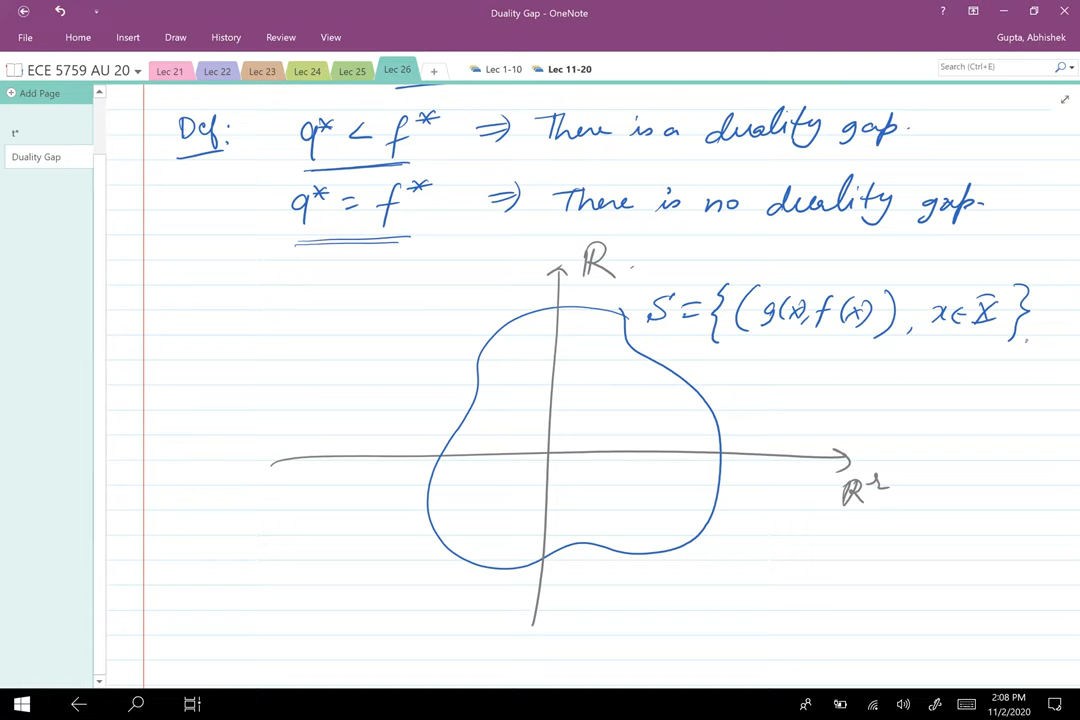 Duality Gap - OneNote
?
Gupta, Abhishek
File Home Insert Draw History Review View
ECE 5759 AU 20 Lec 21 Lec 22 Lec 23 Lec 24 Lec 25 Lec 26 + Lec 1-10 Lec 11-20 Search (Ctrl+E)
Add Page
t*
Duality Gap
Def: q* < f* ⇒ There is a duality gap.
q* = f* ⇒ There is no duality gap.
ℝ
S = { (g(x), f(x)), x ∈ X̄ }
ℝʳ
2:08 PM
11/2/2020